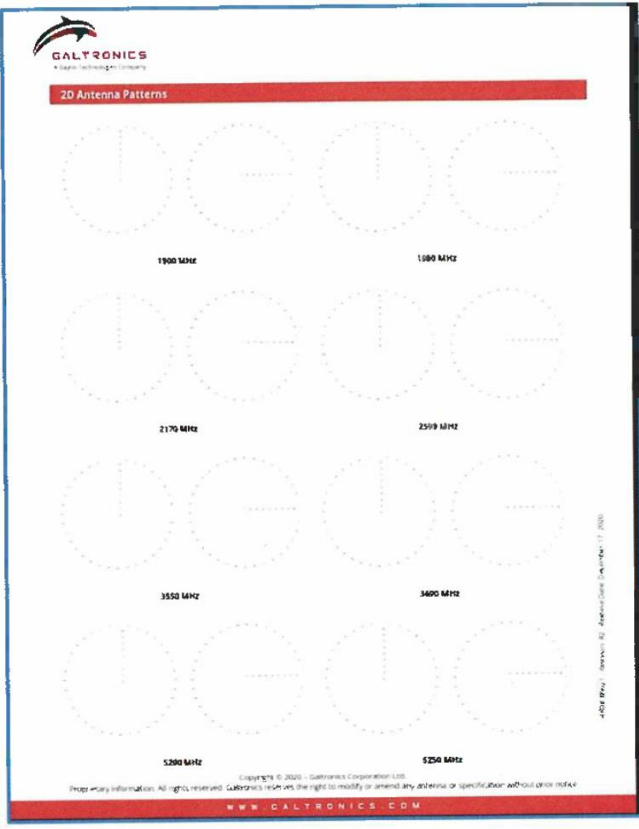 GALTRONICS
2D Antenna Patterns
1900 MHz
1980 MHz
2170 MHz
MHz
3550 MHz
MHz
5200 MHz
5250 MHz
Copyright © 2020 - Galtronics Corporation Ltd.
Proprietary information. All rights reserved. Galtronics reserves the right to modify or amend any antenna or specification without prior notice
WWW.GALTRONICS.COM
17 2020